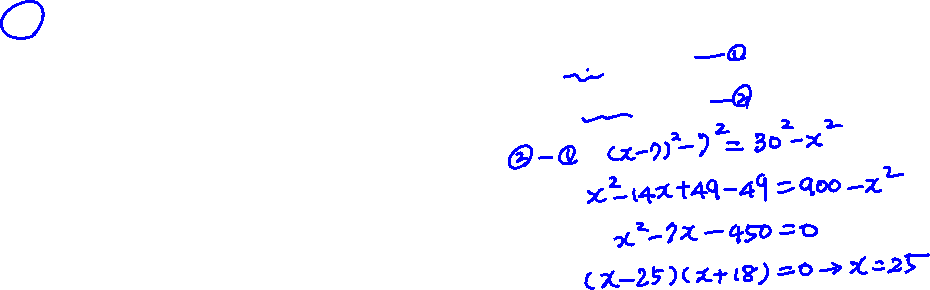 —①
—②
②-① (x-7)²-7²=30²-x²
x²-14x+49-49=900-x²
x²-7x-450=0
(x-25)(x+18)=0→x=25